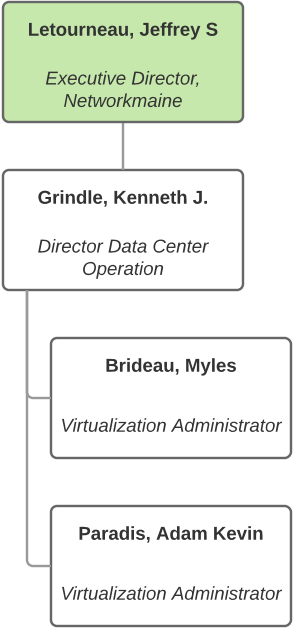 Letourneau, Jeffrey S
Executive Director,
Networkmaine
Grindle, Kenneth J.
Director Data Center
Operation
Brideau, Myles
Virtualization Administrator
Paradis, Adam Kevin
Virtualization Administrator